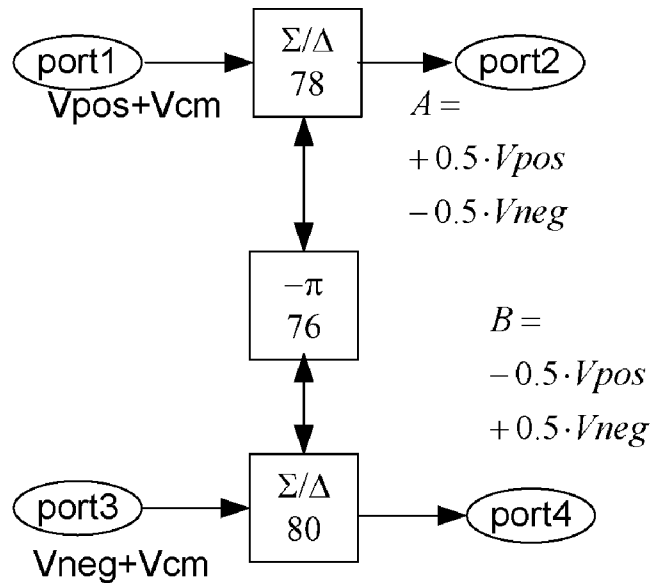 port1
Σ/Δ
78
port2
Vpos+Vcm
A =
+ 0.5 · Vpos
− 0.5 · Vneg
−π
76
B =
− 0.5 · Vpos
+ 0.5 · Vneg
port3
Σ/Δ
80
port4
Vneg+Vcm